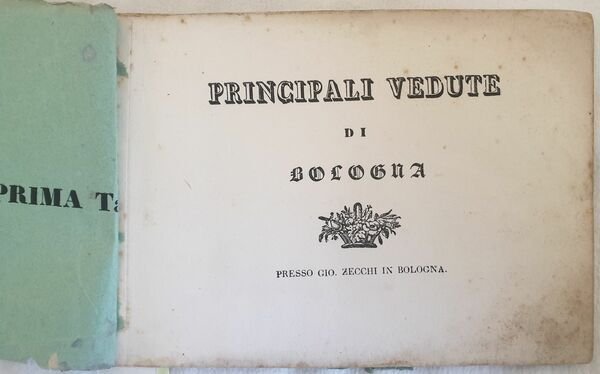 PRIMA
PRINCIPALI VEDUTE
DI
BOLOGNA
PRESSO GIO. ZECCHI IN BOLOGNA.